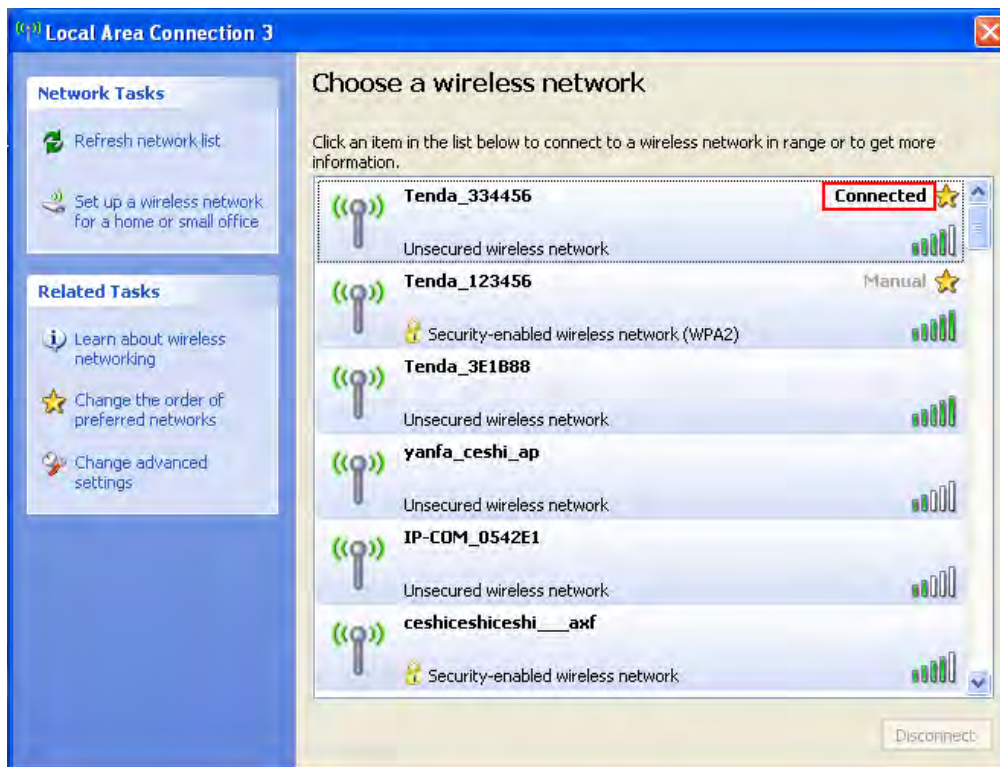 Local Area Connection 3
Network Tasks
Refresh network list
Set up a wireless network
for a home or small office
Related Tasks
Learn about wireless
networking
Change the order of
preferred networks
Change advanced
settings
Choose a wireless network
Click an item in the list below to connect to a wireless network in range or to get more
information.
Tenda_334456 Connected
Unsecured wireless network
Tenda_123456 Manual
Security-enabled wireless network (WPA2)
Tenda_3E1B88
Unsecured wireless network
yanfa_ceshi_ap
Unsecured wireless network
IP-COM_0542E1
Unsecured wireless network
ceshiceshiceshi___axf
Security-enabled wireless network
Disconnect